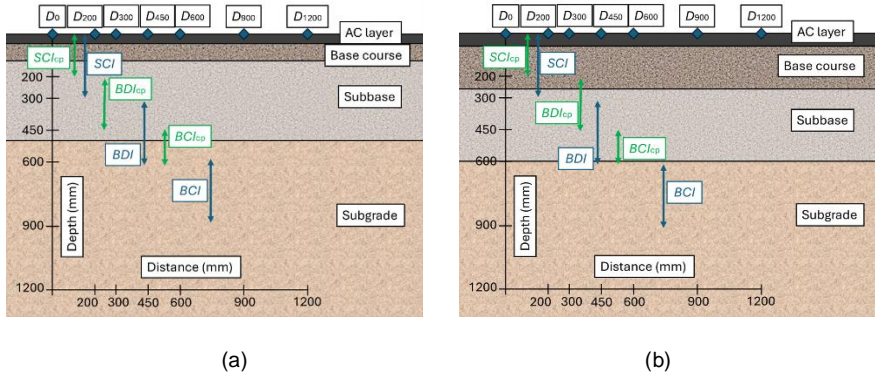 D0 D200 D300 D450 D600 D900 D1200
AC layer
Base course
SCIcp
SCI
200
300
BDIcp
Subbase
450
BCIcp
600
BDI
BCI
Depth (mm)
Subgrade
900
Distance (mm)
1200
200 300 450 600 900 1200
(a)
D0 D200 D300 D450 D600 D900 D1200
AC layer
SCIcp
SCI
Base course
200
300
BDIcp
Subbase
450
BCIcp
BDI
600
BCI
Depth (mm)
Subgrade
900
Distance (mm)
1200
200 300 450 600 900 1200
(b)